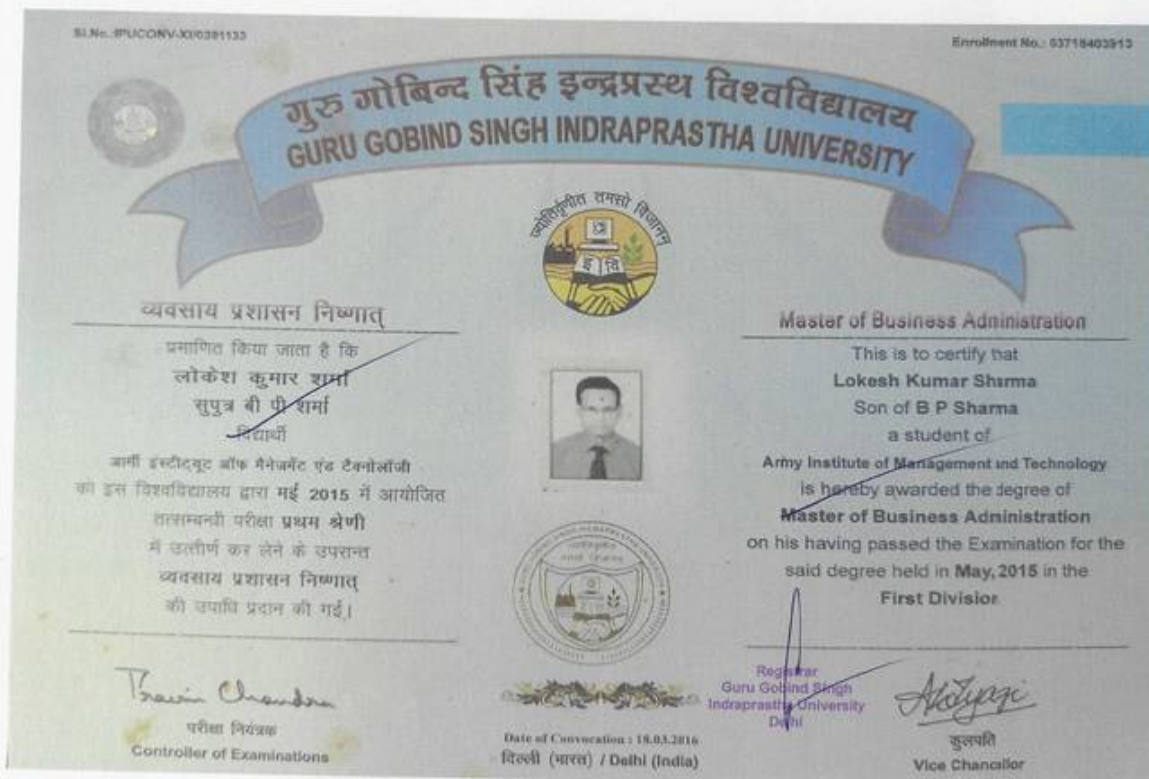 Sl.No.:IPUCONV-XI/0391133
Enrollment No.: 03718403913
गुरु गोबिन्द सिंह इन्द्रप्रस्थ विश्वविद्यालय
GURU GOBIND SINGH INDRAPRASTHA UNIVERSITY
ज्योतिर्वृणीत तमसो विजानन्
इ वि
व्यवसाय प्रशासन निष्णात्
प्रमाणित किया जाता है कि
लोकेश कुमार शर्मा
सुपुत्र बी पी शर्मा
विद्यार्थी
आर्मी इंस्टीट्यूट ऑफ मैनेजमेंट एंड टैक्नोलॉजी
को इस विश्वविद्यालय द्वारा मई 2015 में आयोजित
तत्सम्बन्धी परीक्षा प्रथम श्रेणी
में उत्तीर्ण कर लेने के उपरान्त
व्यवसाय प्रशासन निष्णात्
की उपाधि प्रदान की गई।
Master of Business Administration
This is to certify that
Lokesh Kumar Sharma
Son of B P Sharma
a student of
Army Institute of Management and Technology
is hereby awarded the degree of
Master of Business Administration
on his having passed the Examination for the
said degree held in May, 2015 in the
First Division.
परीक्षा नियंत्रक
Controller of Examinations
Date of Convocation : 18.03.2016
दिल्ली (भारत) / Delhi (India)
Registrar
Guru Gobind Singh
Indraprastha University
Delhi
कुलपति
Vice Chancellor